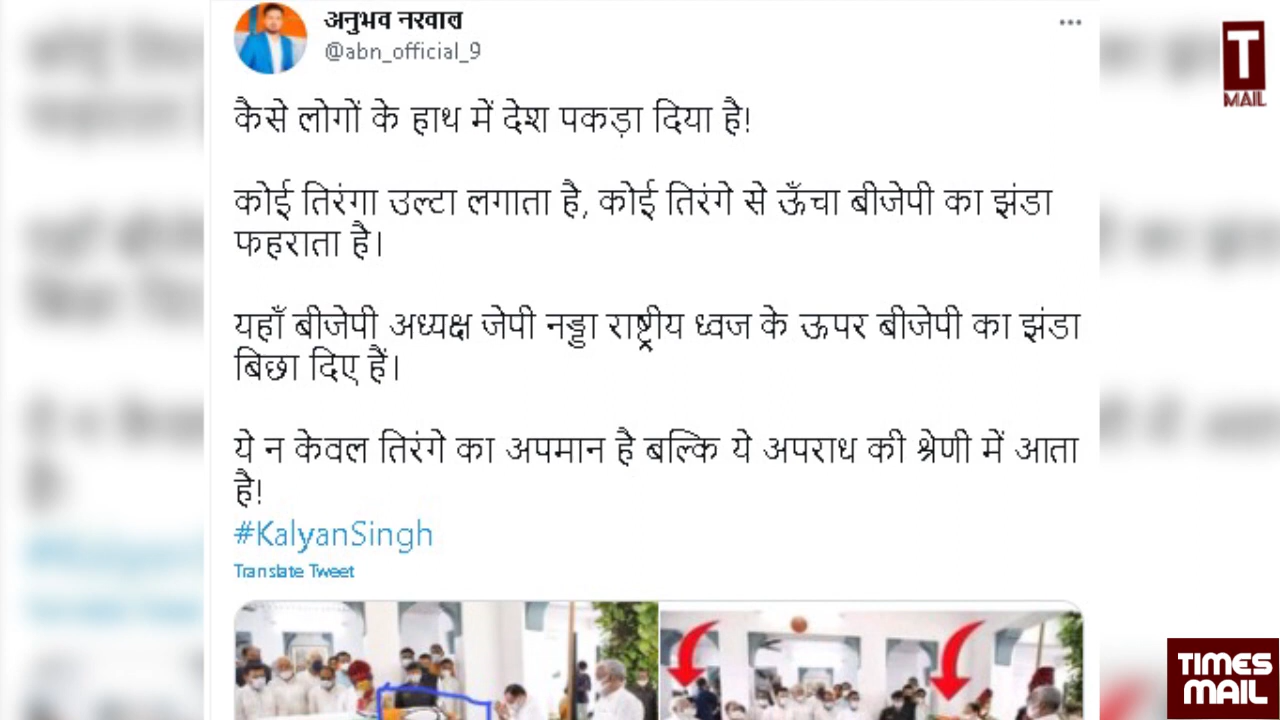 अनुभव नरवाल
@abn_official_9
कैसे लोगों के हाथ में देश पकड़ा दिया है!
कोई तिरंगा उल्टा लगाता है, कोई तिरंगे से ऊँचा बीजेपी का झंडा
फहराता है।
यहाँ बीजेपी अध्यक्ष जेपी नड्डा राष्ट्रीय ध्वज के ऊपर बीजेपी का झंडा
बिछा दिए हैं।
ये न केवल तिरंगे का अपमान है बल्कि ये अपराध की श्रेणी में आता
है!
#KalyanSingh
Translate Tweet
T
MAIL
TIMES
MAIL